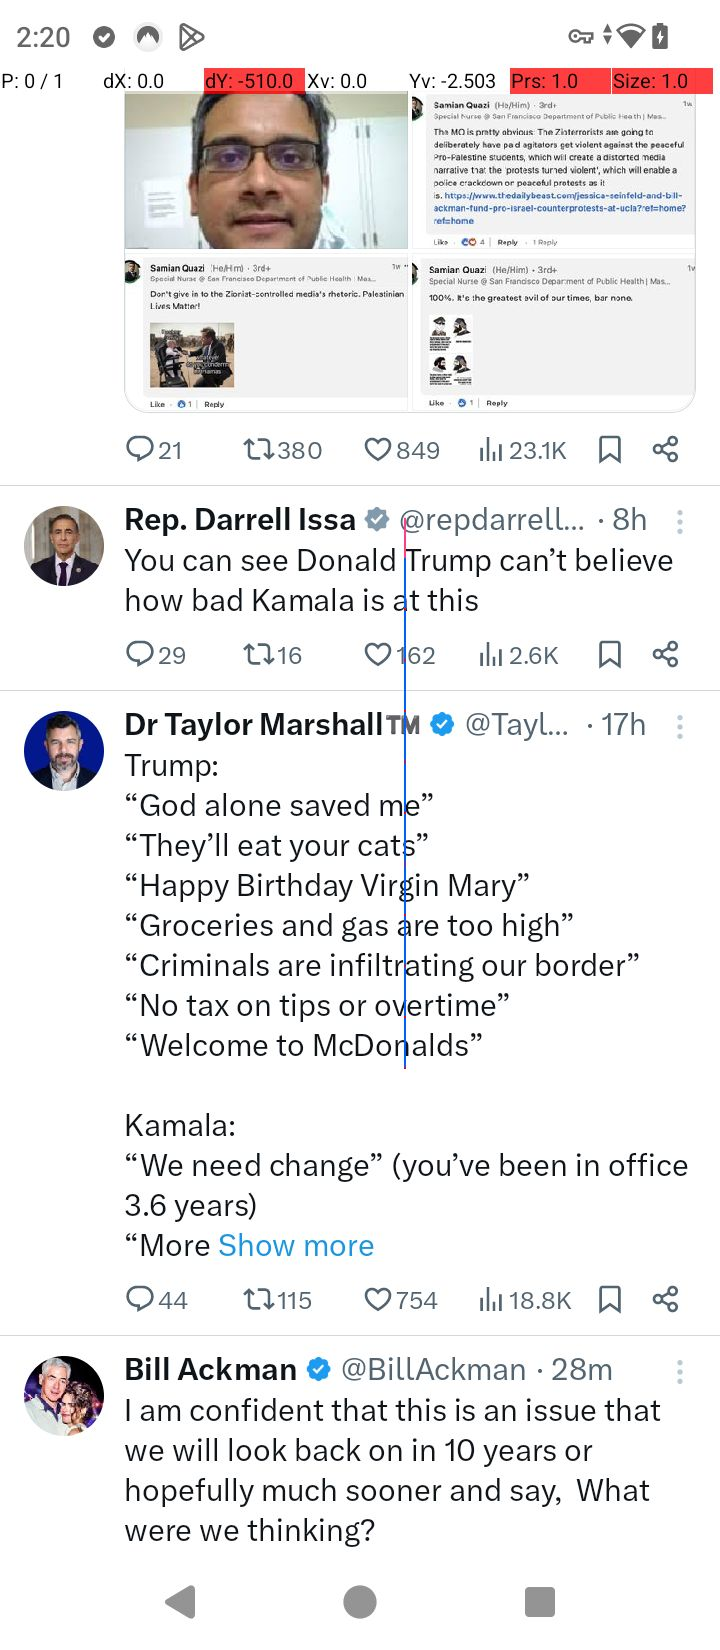 2:20
P: 0 / 1 dX: 0.0 dY: -510.0 Xv: 0.0 Yv: -2.503 Prs: 1.0 Size: 1.0
Samian Quazi (He/Him) · 3rd+ 1w
Special Nurse @ San Francisco Department of Public Health | Mas...
The MO is pretty obvious: The Zioterrorists are going to
deliberately have paid agitators get violent against the peaceful
Pro-Palestine students, which will create a distorted media
narrative that the 'protests turned violent', which will enable a
police crackdown on peaceful protests as it
is. https://www.thedailybeast.com/jessica-seinfeld-and-bill-
ackman-fund-pro-israel-counterprotests-at-ucla?ref=home?
ref=home
Like · 4 | Reply · 1 Reply
Samian Quazi (He/Him) · 3rd+ 1w ··
Special Nurse @ San Francisco Department of Public Health | Mas...
Don't give in to the Zionist-controlled media's rhetoric. Palestinian
Lives Matter!
Like · 1 | Reply
Samian Quazi (He/Him) · 3rd+ 1w
Special Nurse @ San Francisco Department of Public Health | Mas...
100%. It's the greatest evil of our times, bar none.
Like · 1 | Reply
21 380 849 23.1K
Rep. Darrell Issa @repdarrell... · 8h
You can see Donald Trump can’t believe
how bad Kamala is at this
29 16 162 2.6K
Dr Taylor Marshall™ @Tayl... · 17h
Trump:
“God alone saved me”
“They’ll eat your cats”
“Happy Birthday Virgin Mary”
“Groceries and gas are too high”
“Criminals are infiltrating our border”
“No tax on tips or overtime”
“Welcome to McDonalds”
Kamala:
“We need change” (you’ve been in office
3.6 years)
“More Show more
44 115 754 18.8K
Bill Ackman @BillAckman · 28m
I am confident that this is an issue that
we will look back on in 10 years or
hopefully much sooner and say, What
were we thinking?